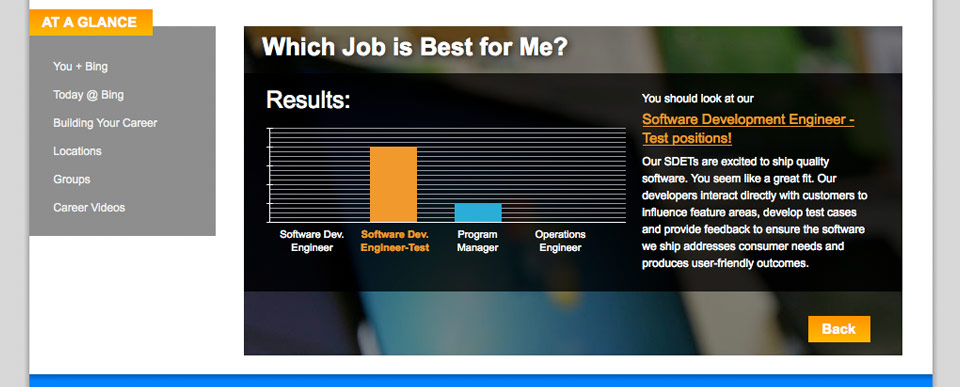 AT A GLANCE
You + Bing
Today @ Bing
Building Your Career
Locations
Groups
Career Videos
Which Job is Best for Me?
Results:
Software Dev.
Engineer
Software Dev.
Engineer-Test
Program
Manager
Operations
Engineer
You should look at our
Software Development Engineer -
Test positions!
Our SDETs are excited to ship quality
software. You seem like a great fit. Our
developers interact directly with customers to
influence feature areas, develop test cases
and provide feedback to ensure the software
we ship addresses consumer needs and
produces user-friendly outcomes.
Back